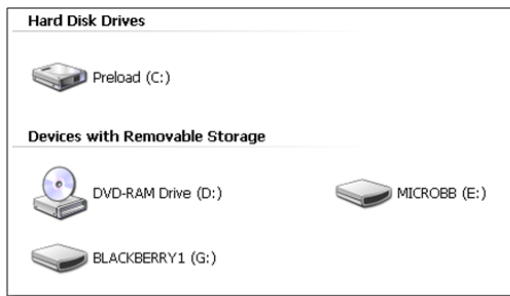 Hard Disk Drives
Preload (C:)
Devices with Removable Storage
DVD-RAM Drive (D:) MICROBB (E:)
BLACKBERRY1 (G:)